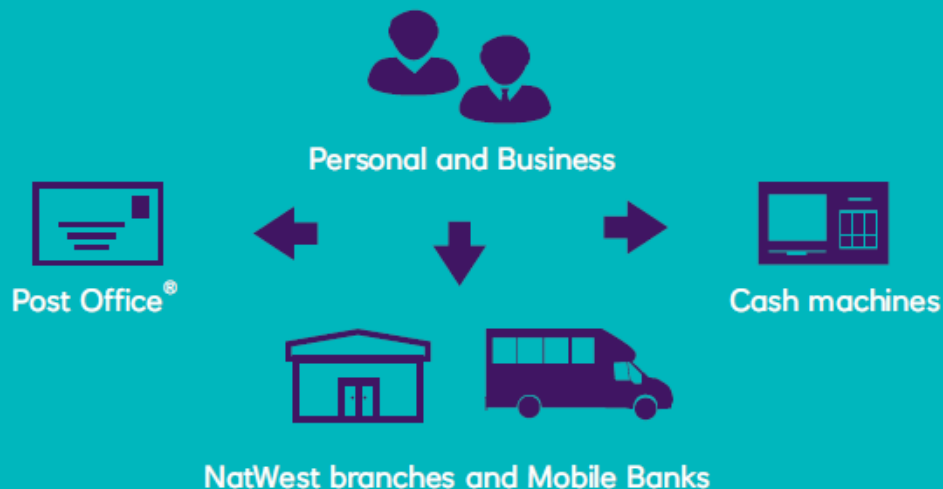 Personal and Business
Post Office®
Cash machines
NatWest branches and Mobile Banks